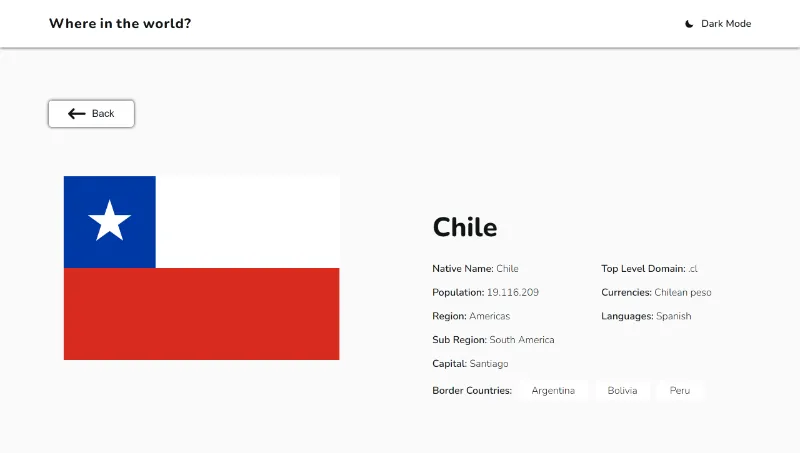 Where in the world?
Dark Mode
Back
Chile
Native Name: Chile
Population: 19.116.209
Region: Americas
Sub Region: South America
Capital: Santiago
Top Level Domain: .cl
Currencies: Chilean peso
Languages: Spanish
Border Countries: Argentina Bolivia Peru